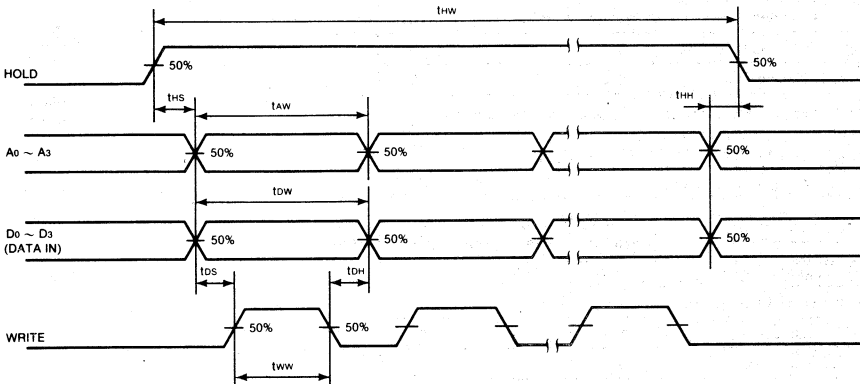 tHW
HOLD
50%
50%
tHS
tAW
tHH
A0 ~ A3
50%
50%
50%
tDW
D0 ~ D3
(DATA IN)
50%
50%
50%
tDS
tDH
WRITE
50%
50%
tWW